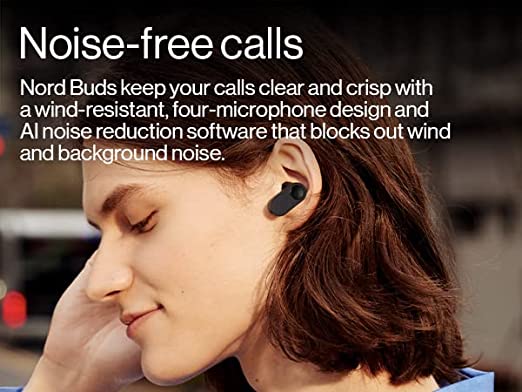 Noise-free calls
Nord Buds keep your calls clear and crisp with
a wind-resistant, four-microphone design and
AI noise reduction software that blocks out wind
and background noise.